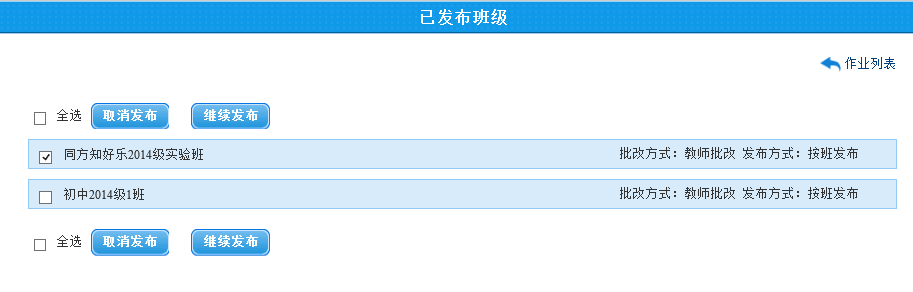 已发布班级
作业列表
全选 取消发布 继续发布
同方知好乐2014级实验班 批改方式：教师批改 发布方式：按班发布
初中2014级1班 批改方式：教师批改 发布方式：按班发布
全选 取消发布 继续发布